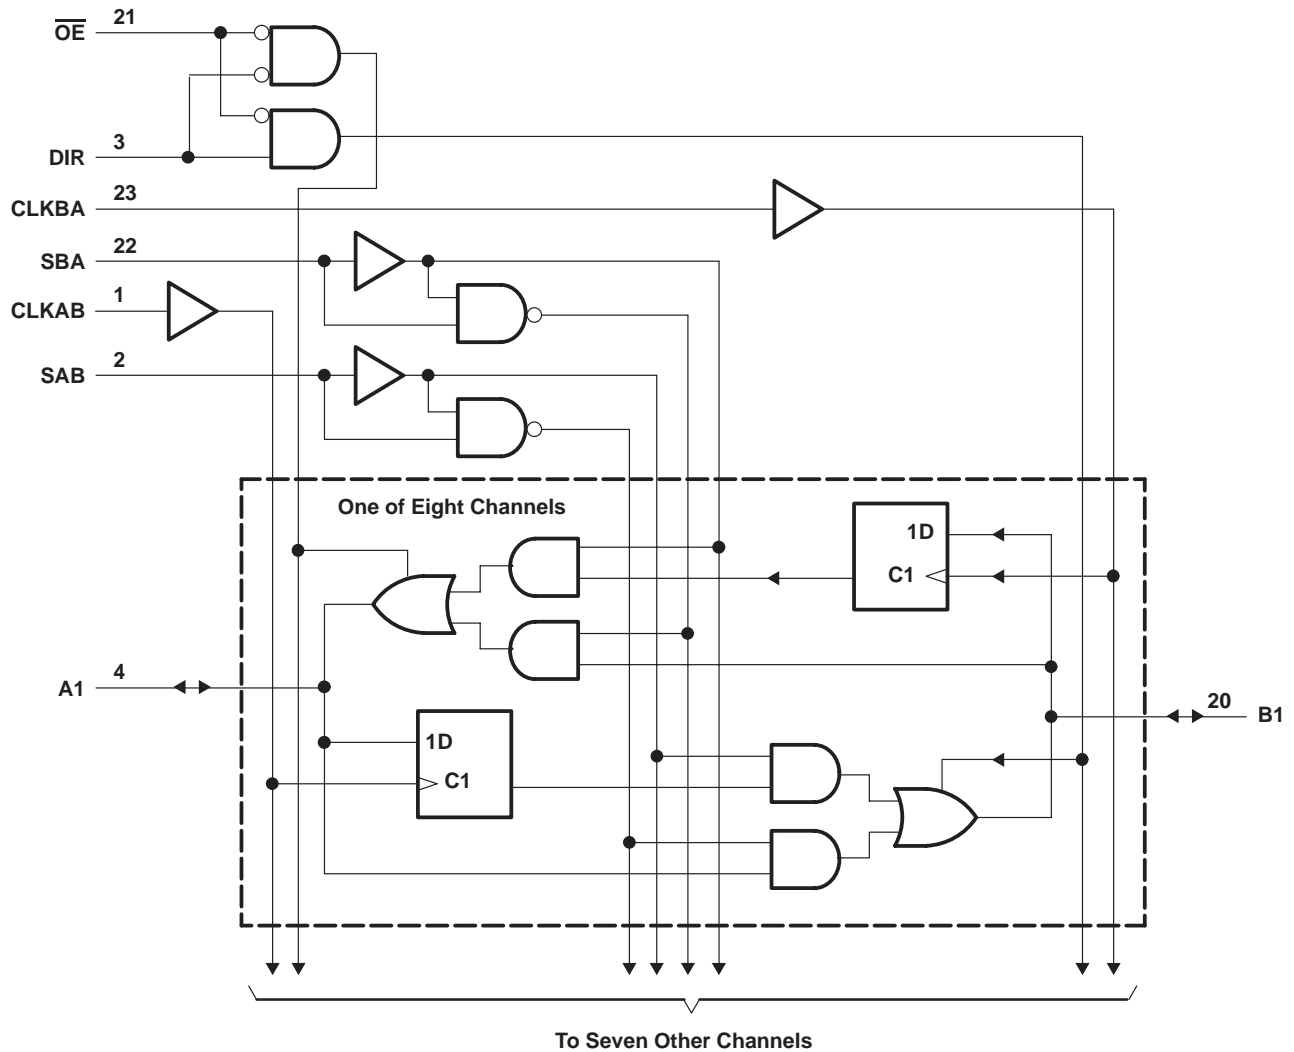 21
O̅E̅
3
DIR
23
CLKBA
22
SBA
1
CLKAB
2
SAB
One of Eight Channels
1D
C1
4
A1
20
B1
1D
C1
To Seven Other Channels